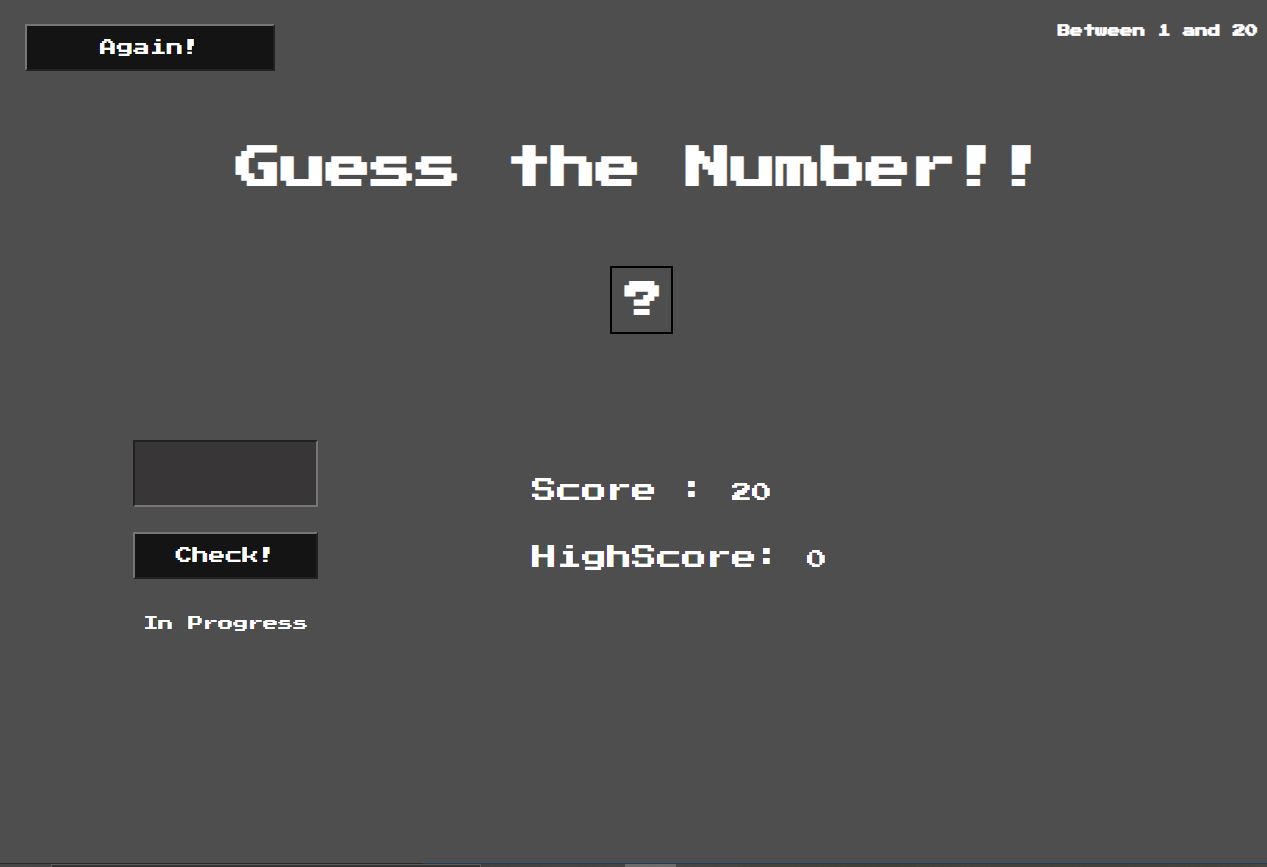 Again!
Between 1 and 20
Guess the Number!!
?
Score : 20
Check!
HighScore: 0
In Progress